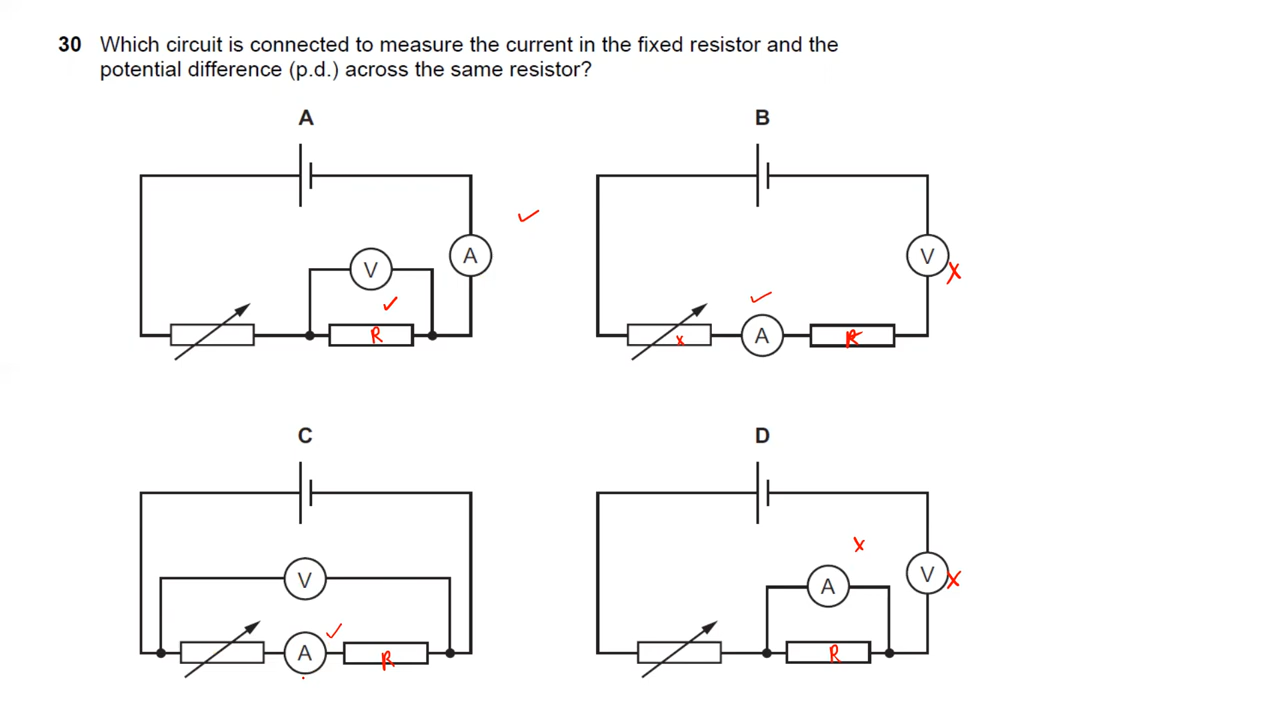 30 Which circuit is connected to measure the current in the fixed resistor and the
potential difference (p.d.) across the same resistor?
A
B
V
A
V
R
A
R
C
D
V
A
V
A
R
R